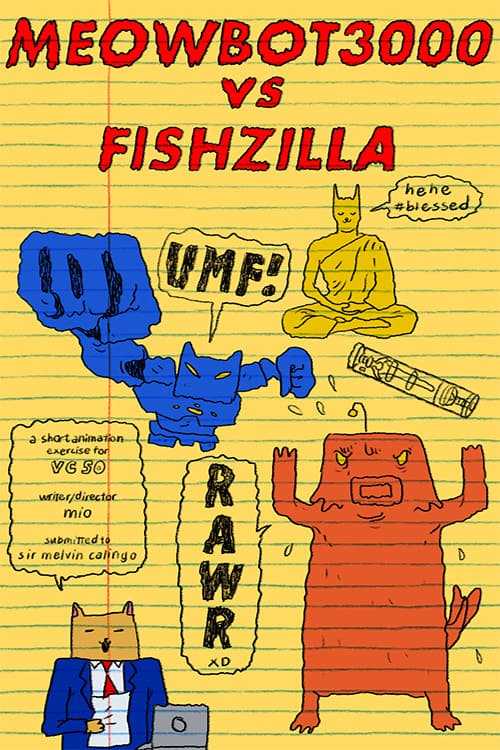 MEOWBOT3000
VS
FISHZILLA
hehe
#blessed
UMF!
a short animation
exercise for
VC 50
writer/director
mio
submitted to
sir melvin calingo
RAWR
XD